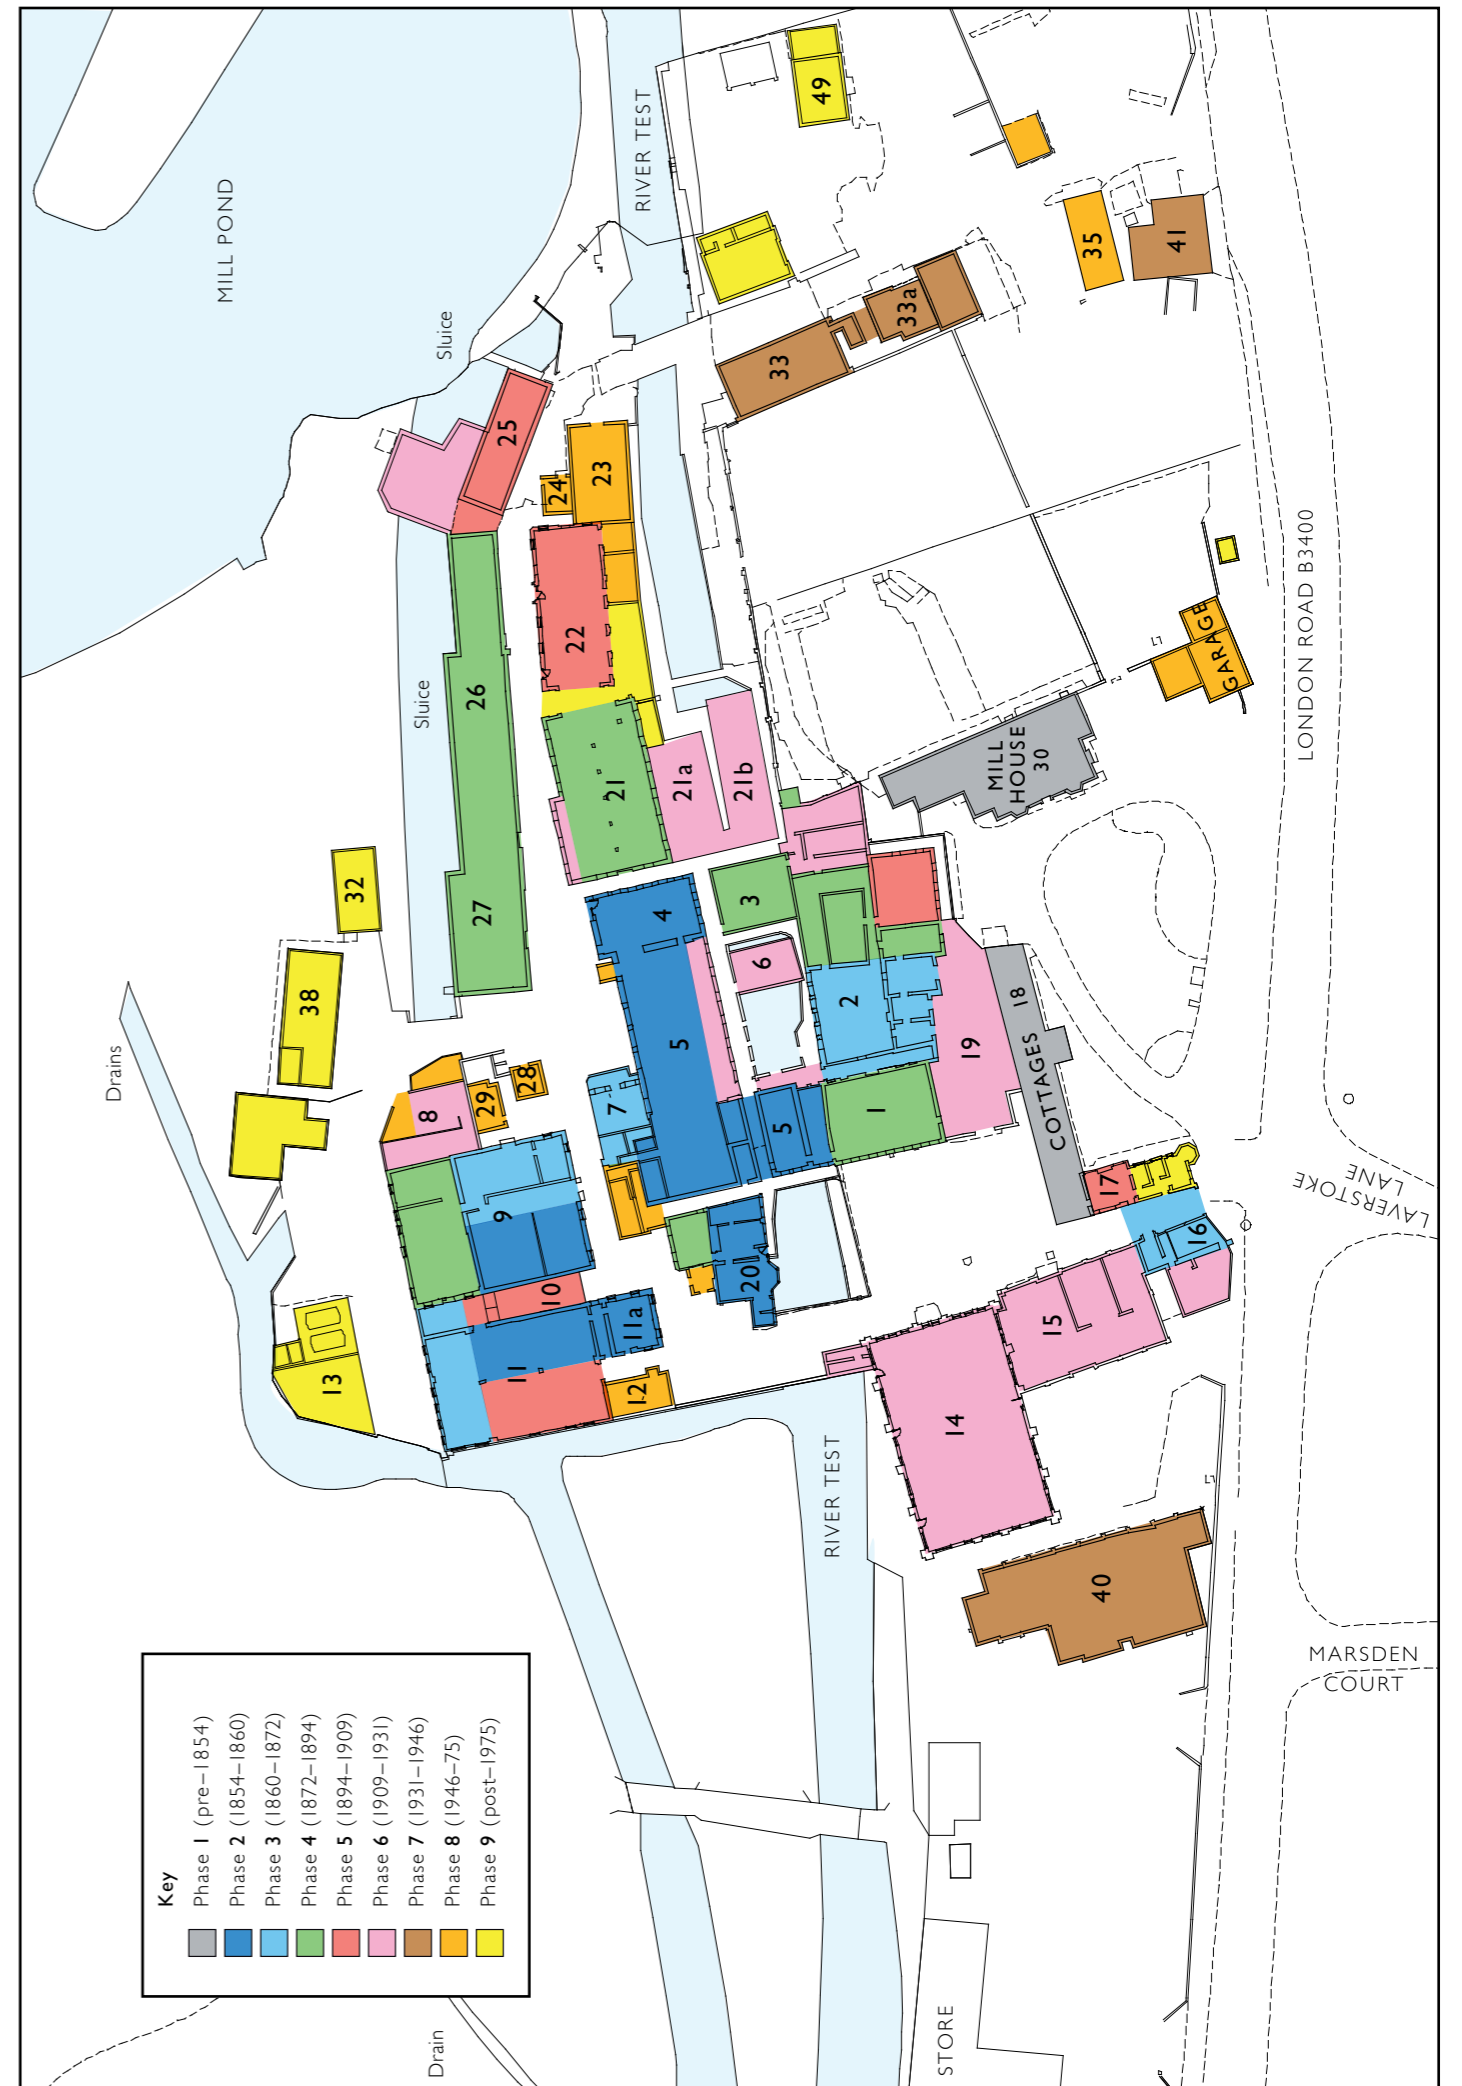 MILL POND
RIVER TEST
49
Sluice
25
33
33a
35
41
24
23
22
26
Sluice
27
21
21a
21b
MILL
HOUSE
30
GARAGE
LONDON ROAD B3400
32
38
Drains
3
4
5
6
2
1
5
7
8
29
28
9
10
11
11a
12
13
20
19
COTTAGES 18
17
16
15
14
40
RIVER TEST
LAVERSTOKE
LANE
MARSDEN
COURT
Key
Phase 1 (pre–1854)
Phase 2 (1854–1860)
Phase 3 (1860–1872)
Phase 4 (1872–1894)
Phase 5 (1894–1909)
Phase 6 (1909–1931)
Phase 7 (1931–1946)
Phase 8 (1946–75)
Phase 9 (post–1975)
Drain
STORE